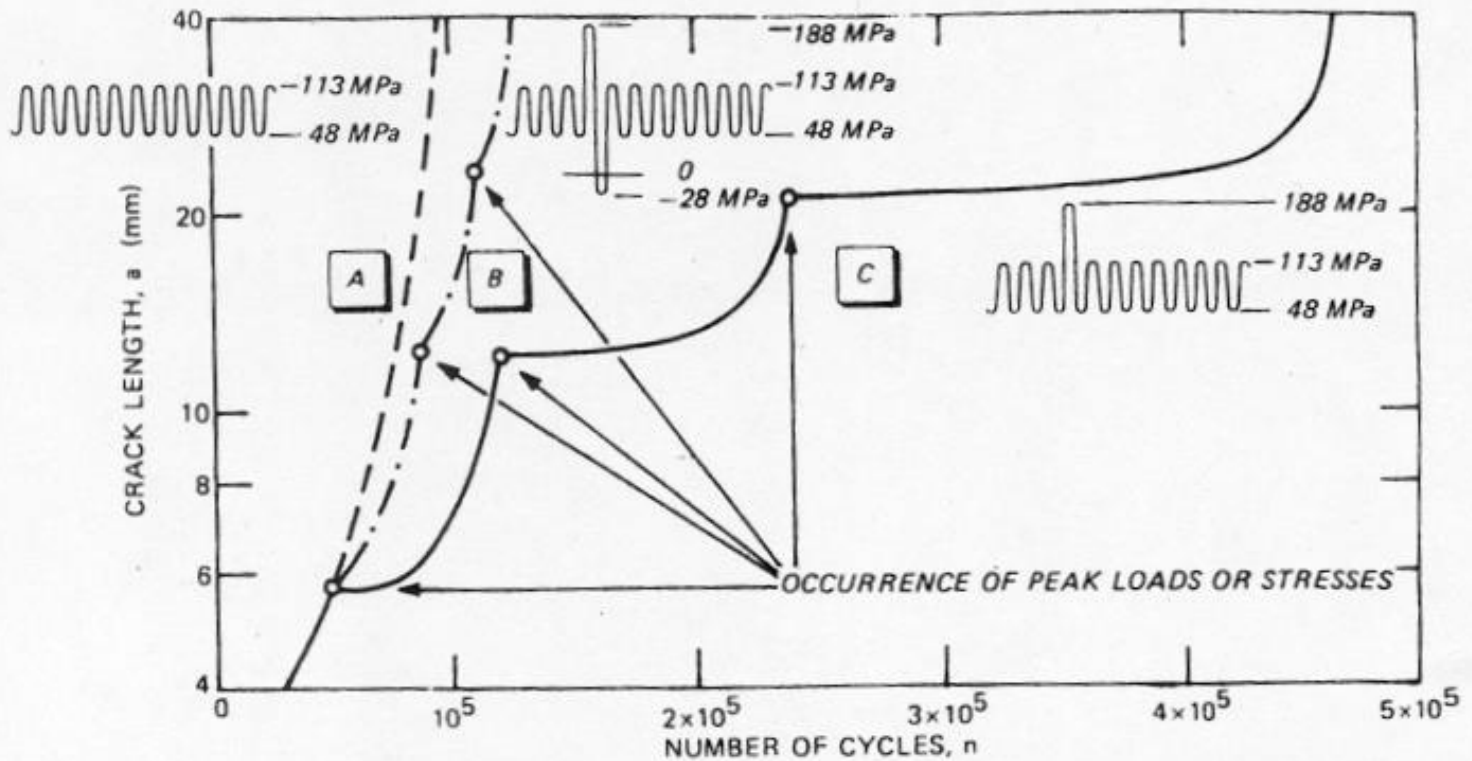 40
20
10
8
6
4
CRACK LENGTH, a (mm)
-113 MPa
48 MPa
-188 MPa
-113 MPa
48 MPa
0
-28 MPa
188 MPa
-113 MPa
48 MPa
A
B
C
OCCURRENCE OF PEAK LOADS OR STRESSES
0
10⁵
2×10⁵
3×10⁵
4×10⁵
5×10⁵
NUMBER OF CYCLES, n